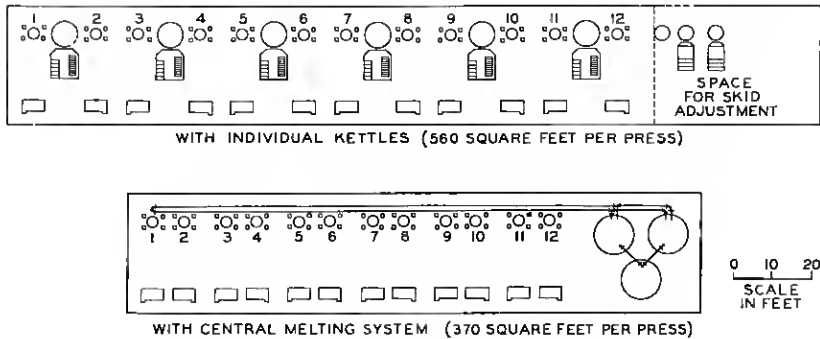 1 2 3 4 5 6 7 8 9 10 11 12
SPACE
FOR SKID
ADJUSTMENT
WITH INDIVIDUAL KETTLES (560 SQUARE FEET PER PRESS)
1 2 3 4 5 6 7 8 9 10 11 12
0 10 20
SCALE
IN FEET
WITH CENTRAL MELTING SYSTEM (370 SQUARE FEET PER PRESS)